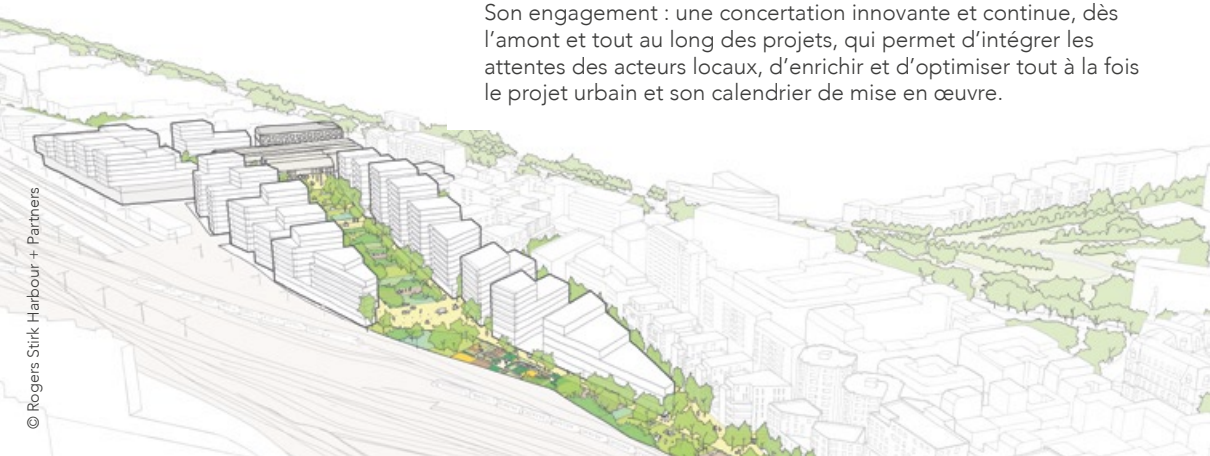 Son engagement : une concertation innovante et continue, dès
l’amont et tout au long des projets, qui permet d’intégrer les
attentes des acteurs locaux, d’enrichir et d’optimiser tout à la fois
le projet urbain et son calendrier de mise en œuvre.
© Rogers Stirk Harbour + Partners